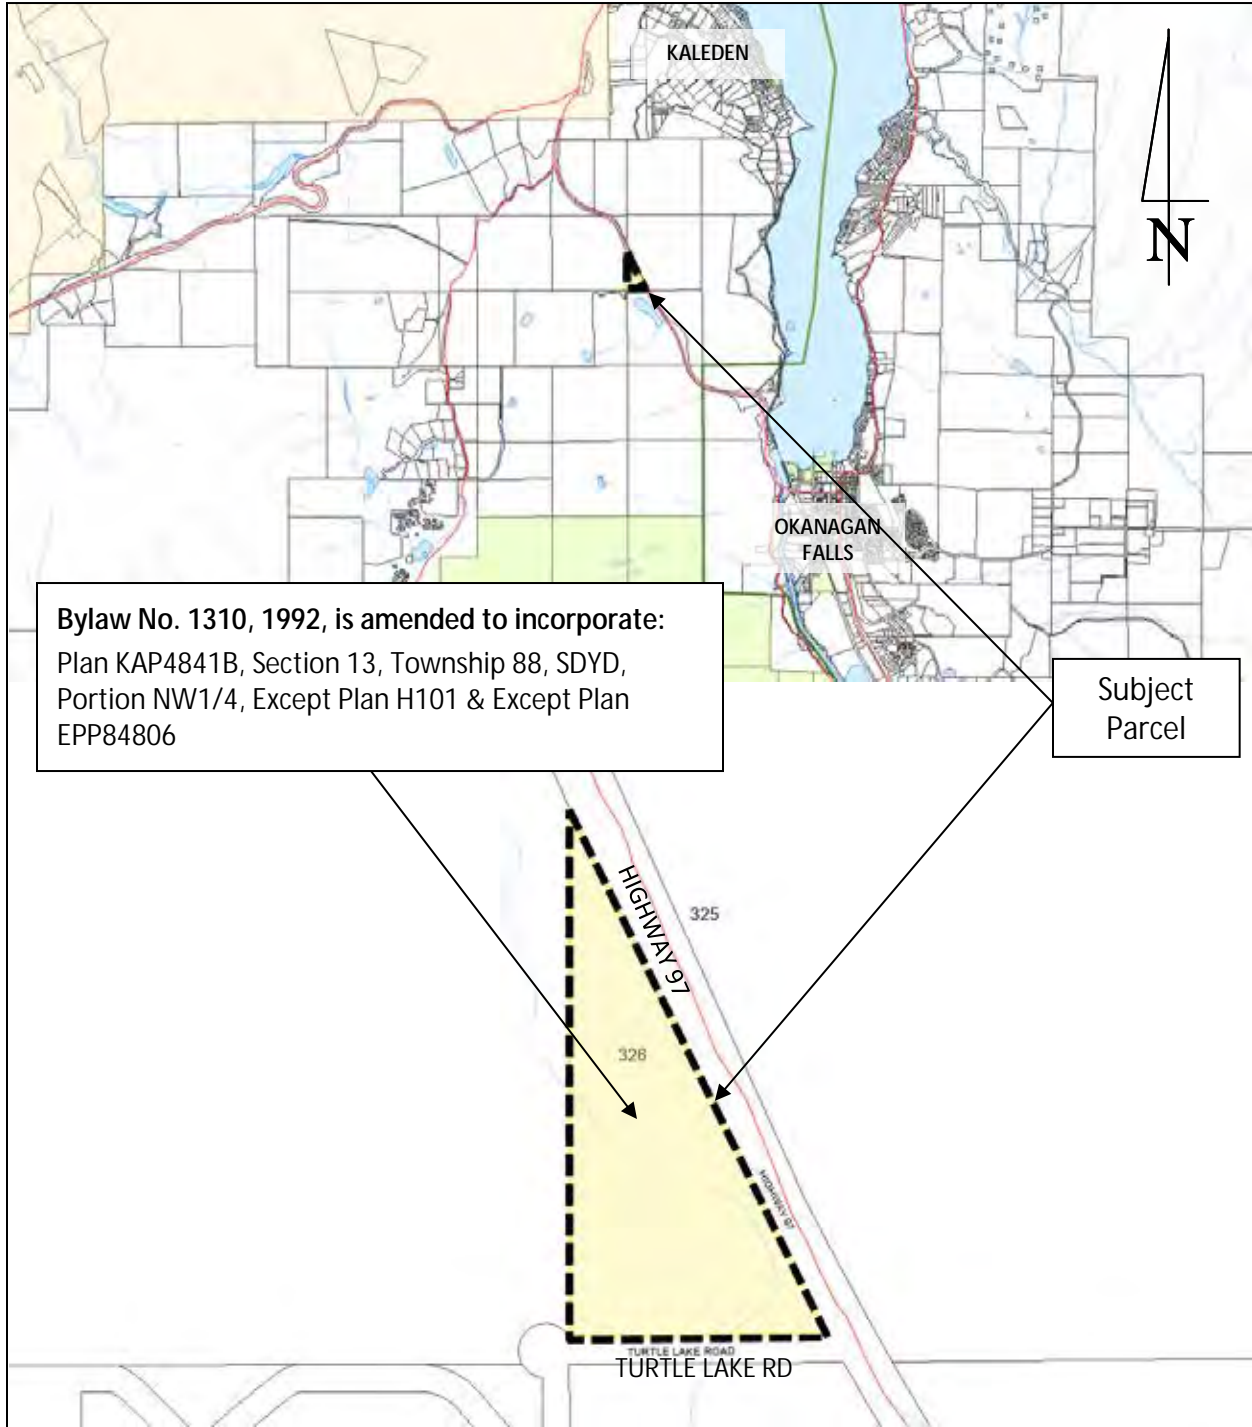 KALEDEN
N
OKANAGAN
FALLS
Bylaw No. 1310, 1992, is amended to incorporate:
Plan KAP4841B, Section 13, Township 88, SDYD,
Portion NW1/4, Except Plan H101 & Except Plan
EPP84806
Subject
Parcel
HIGHWAY 97
325
326
HIGHWAY 97
TURTLE LAKE ROAD
TURTLE LAKE RD